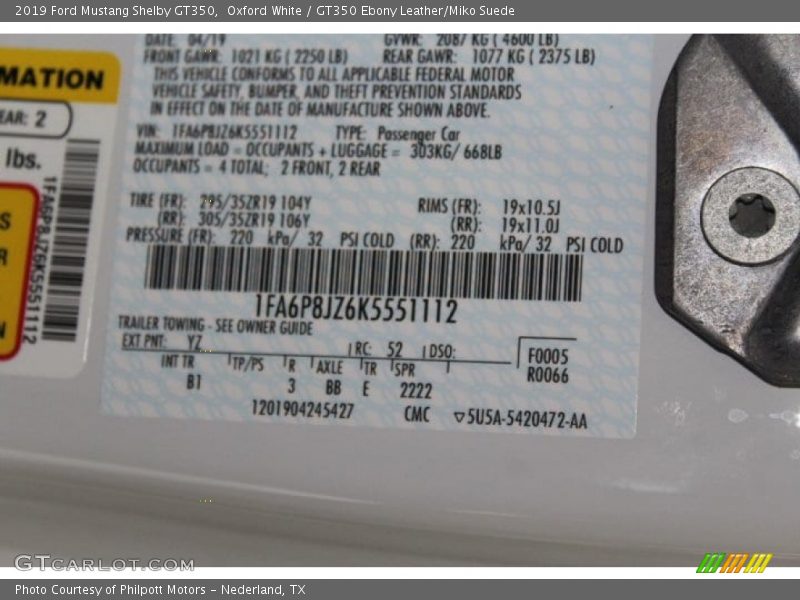 2019 Ford Mustang Shelby GT350, Oxford White / GT350 Ebony Leather/Miko Suede
DATE: 04/19 GVWR: 2087 KG ( 4600 LB)
FRONT GAWR: 1021 KG ( 2250 LB) REAR GAWR: 1077 KG ( 2375 LB)
THIS VEHICLE CONFORMS TO ALL APPLICABLE FEDERAL MOTOR
VEHICLE SAFETY, BUMPER, AND THEFT PREVENTION STANDARDS
IN EFFECT ON THE DATE OF MANUFACTURE SHOWN ABOVE.
VIN: 1FA6P8JZ6K5551112 TYPE: Passenger Car
MAXIMUM LOAD = OCCUPANTS + LUGGAGE = 303KG/ 668LB
OCCUPANTS = 4 TOTAL; 2 FRONT, 2 REAR
TIRE (FR): 295/35ZR19 104Y RIMS (FR): 19x10.5J
(RR): 305/35ZR19 106Y (RR): 19x11.0J
PRESSURE (FR): 220 kPa/ 32 PSI COLD (RR): 220 kPa/ 32 PSI COLD
1FA6P8JZ6K5551112
TRAILER TOWING - SEE OWNER GUIDE
EXT PNT: YZ RC: 52 DSO:
F0005
R0066
INT TR TP/PS R AXLE TR SPR
B1 3 BB E 2222
1201904245427 CMC ▽5U5A-5420472-AA
MATION
EAR: 2
lbs.
1FA6P8JZ6K5551112
S
R
N
GTCARLOT.COM
Photo Courtesy of Philpott Motors – Nederland, TX